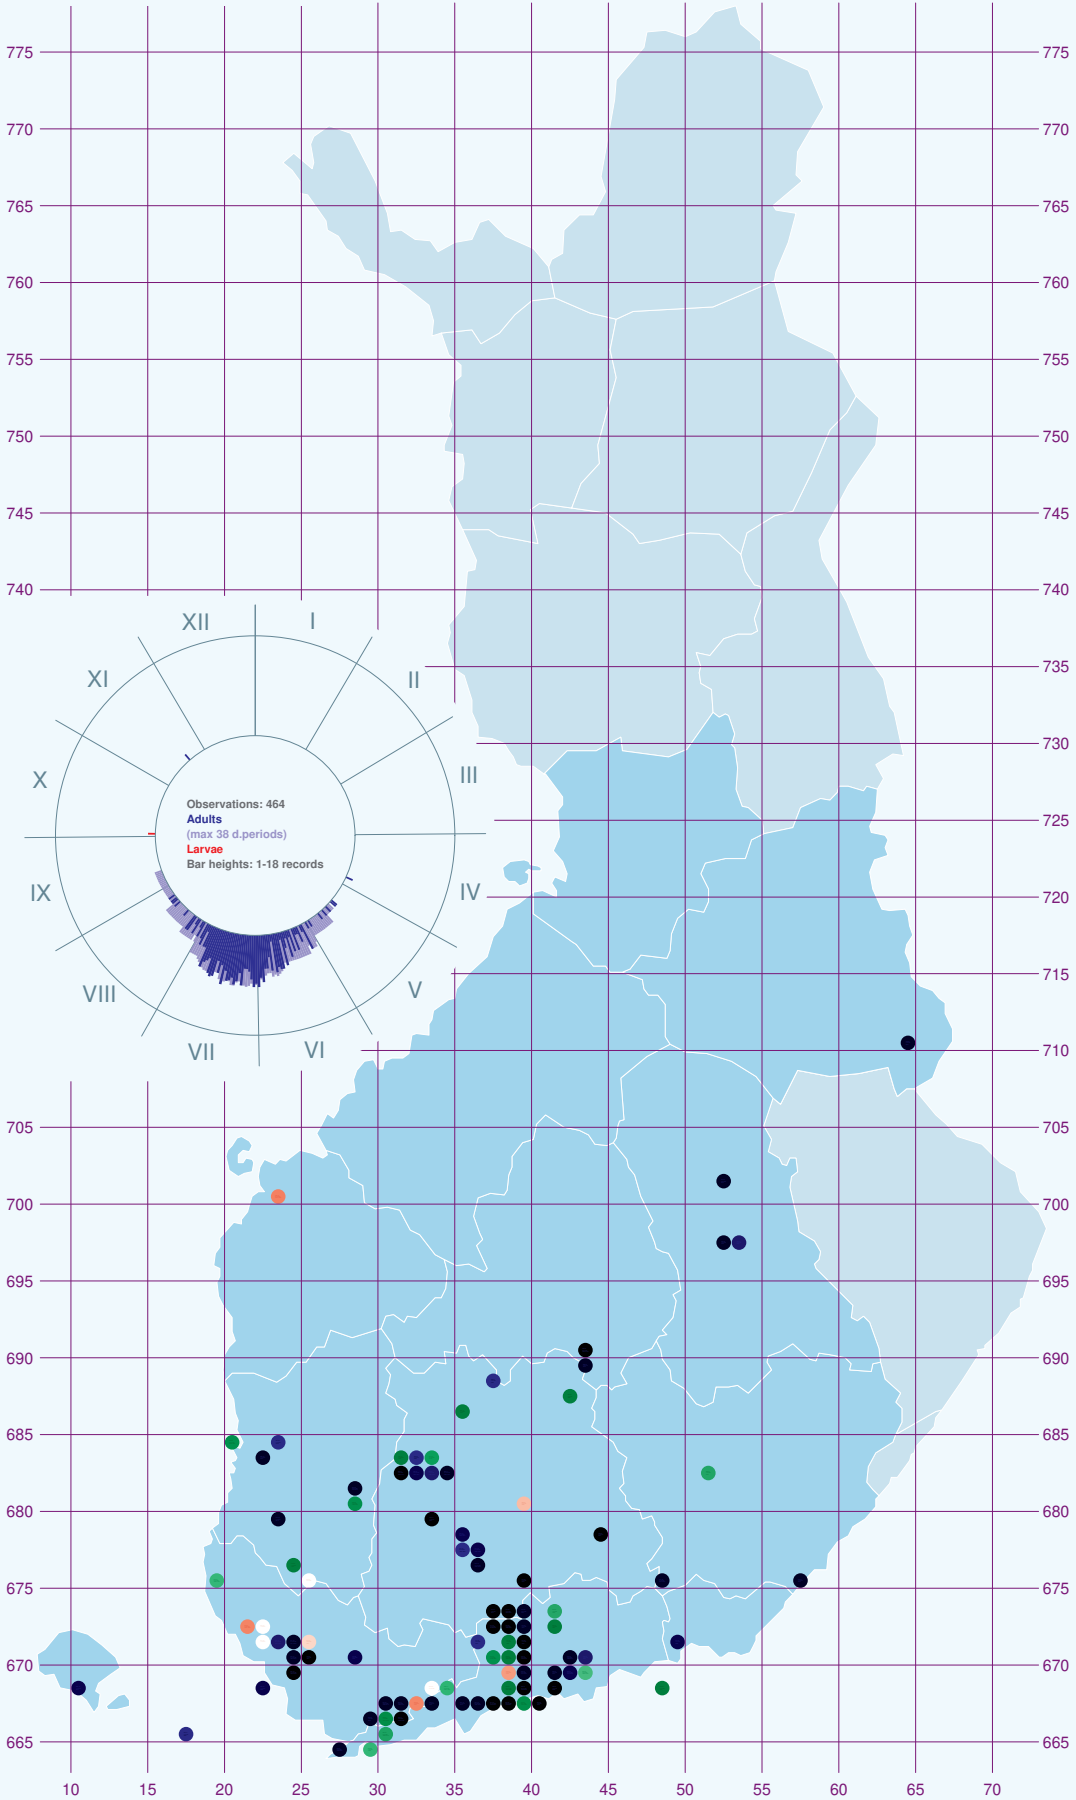 775 775
770 770
765 765
760 760
755 755
750 750
745 745
740 740
XII I
735 735
XI II
730 730
X III
Observations: 464
Adults
725 725
(max 38 d.periods)
Larvae
Bar heights: 1-18 records
IX IV
720 720
715 715
VIII V
VII VI
710 710
705 705
700 700
695 695
690 690
685 685
680 680
675 675
670 670
665 665
10 15 20 25 30 35 40 45 50 55 60 65 70